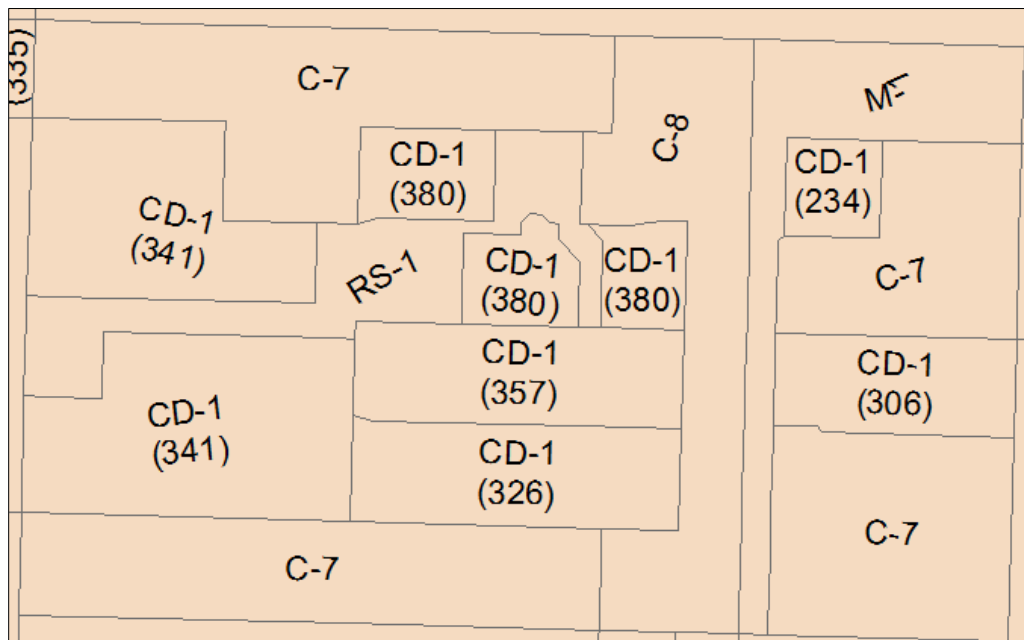 (335)
C-7
C-8
M-1
CD-1
(380)
CD-1
(234)
CD-1
(341)
RS-1
CD-1
(380)
CD-1
(380)
C-7
CD-1
(357)
CD-1
(306)
CD-1
(341)
CD-1
(326)
C-7
C-7